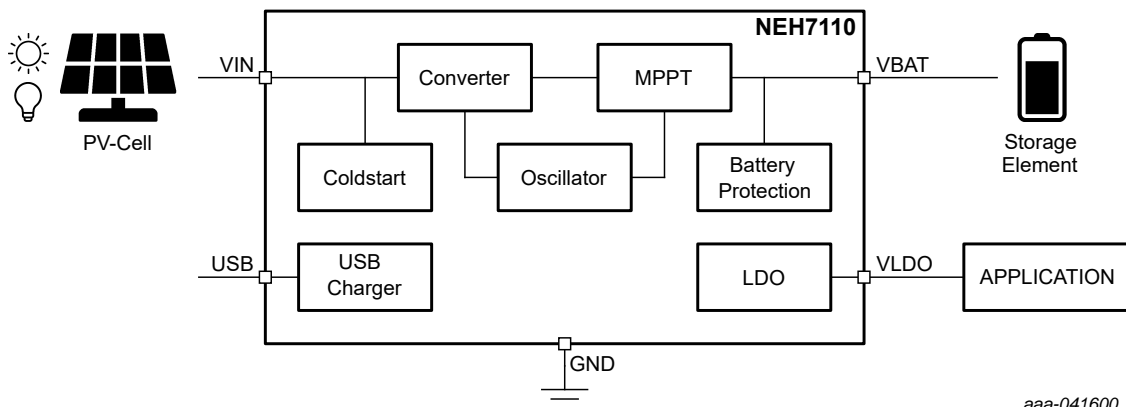 NEH7110
VIN
Converter
MPPT
VBAT
PV-Cell
Storage
Element
Coldstart
Oscillator
Battery
Protection
USB
USB
Charger
LDO
VLDO
APPLICATION
GND
aaa-041600